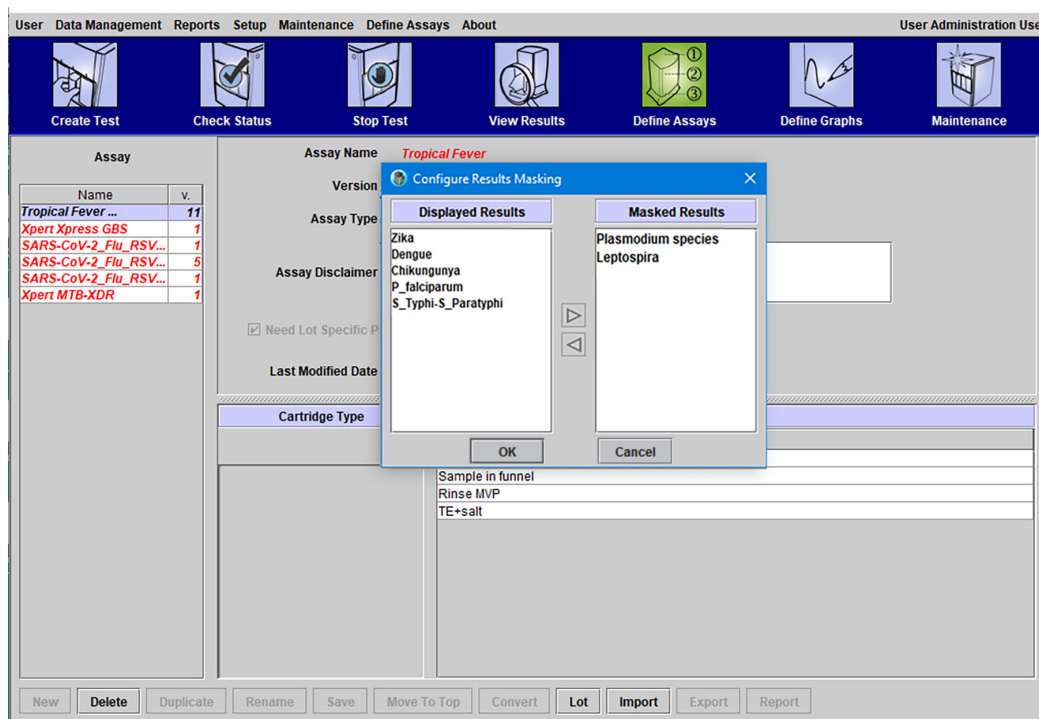 User Data Management Reports Setup Maintenance Define Assays About User Administration Use
1
2
3
Create Test Check Status Stop Test View Results Define Assays Define Graphs Maintenance
Assay
Name v.
Tropical Fever ... 11
Xpert Xpress GBS 1
SARS-CoV-2_Flu_RSV... 1
SARS-CoV-2_Flu_RSV... 5
SARS-CoV-2_Flu_RSV... 1
Xpert MTB-XDR 1
Assay Name Tropical Fever
Version
Assay Type
Assay Disclaimer
Need Lot Specific P
Last Modified Date
Configure Results Masking
Displayed Results Masked Results
Zika
Dengue
Chikungunya
P_falciparum
S_Typhi-S_Paratyphi
Plasmodium species
Leptospira
OK Cancel
Cartridge Type
Sample in funnel
Rinse MVP
TE+salt
New Delete Duplicate Rename Save Move To Top Convert Lot Import Export Report